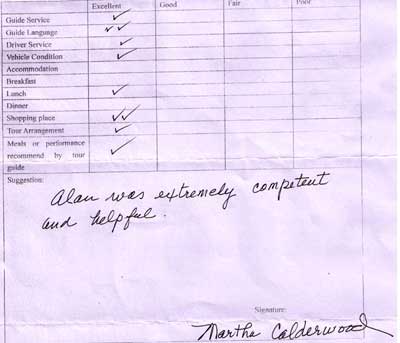 Excellent Good Fair Poor
Guide Service ✓
Guide Language ✓✓
Driver Service ✓
Vehicle Condition ✓
Accommodation
Breakfast
Lunch ✓
Dinner
Shopping place ✓✓
Tour Arrangement ✓
Meals or performance
recommend by tour ✓
guide
Suggestion:
Alan was extremely competent
and helpful.
Signature:
Martha Calderwood